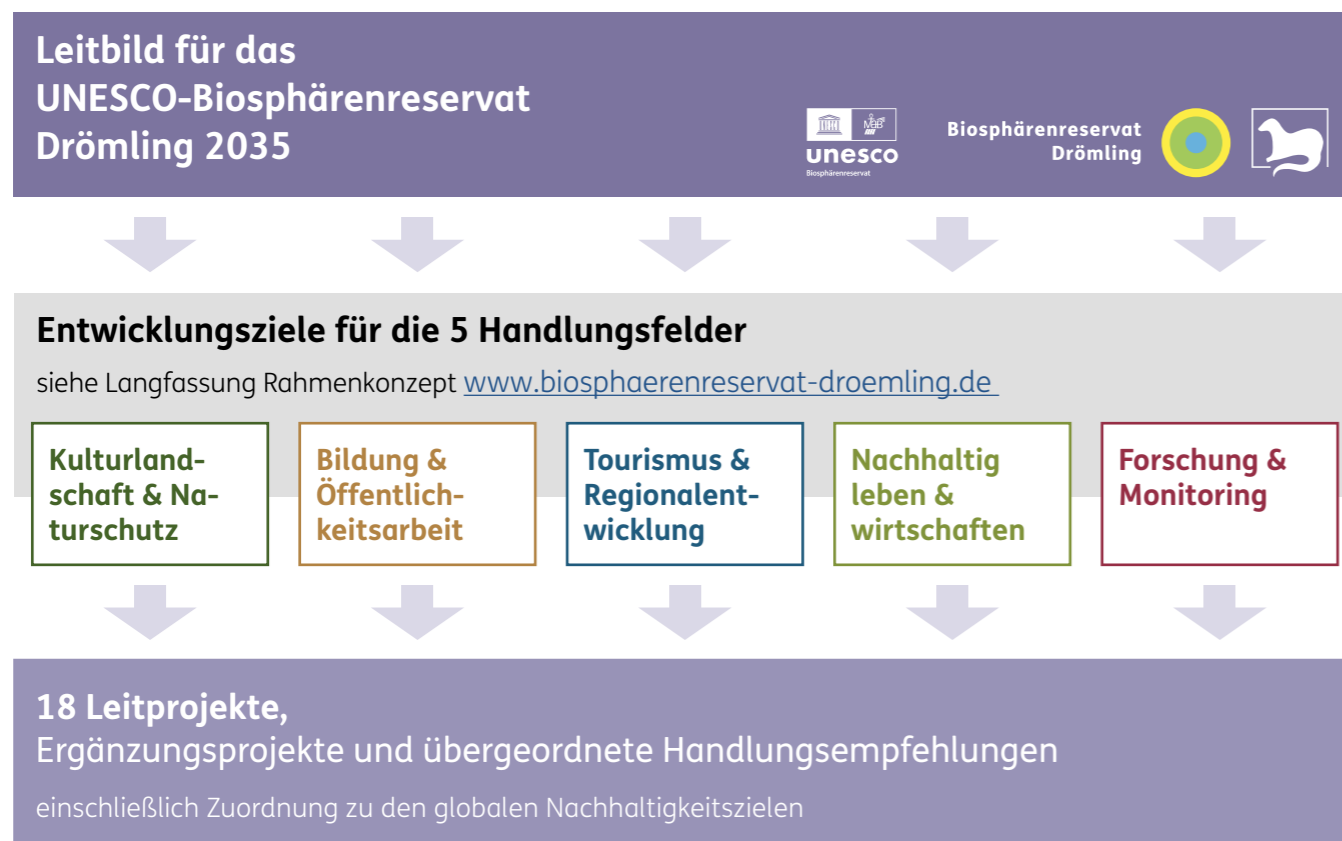 Leitbild für das
UNESCO-Biosphärenreservat
Drömling 2035
MAB
unesco
Biosphärenreservat
Biosphärenreservat
Drömling
Entwicklungsziele für die 5 Handlungsfelder
siehe Langfassung Rahmenkonzept www.biosphaerenreservat-droemling.de
Kulturland-
schaft & Na-
turschutz
Bildung &
Öffentlich-
keitsarbeit
Tourismus &
Regionalent-
wicklung
Nachhaltig
leben &
wirtschaften
Forschung &
Monitoring
18 Leitprojekte,
Ergänzungsprojekte und übergeordnete Handlungsempfehlungen
einschließlich Zuordnung zu den globalen Nachhaltigkeitszielen